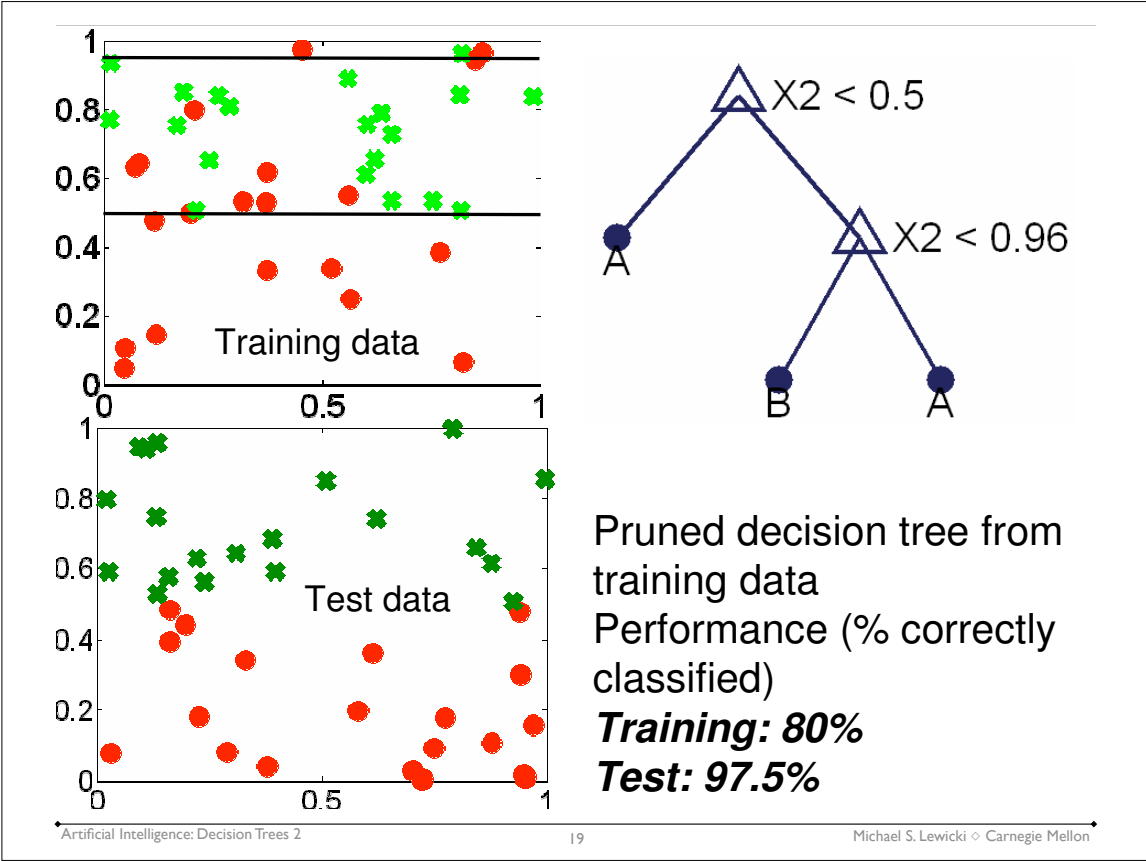 1
0.8
0.6
0.4
0.2
0
0 0.5 1
Training data
X2 < 0.5
A
X2 < 0.96
B A
1
0.8
0.6
0.4
0.2
0
0 0.5 1
Test data
Pruned decision tree from
training data
Performance (% correctly
classified)
Training: 80%
Test: 97.5%
Artificial Intelligence: Decision Trees 2 19 Michael S. Lewicki ◇ Carnegie Mellon